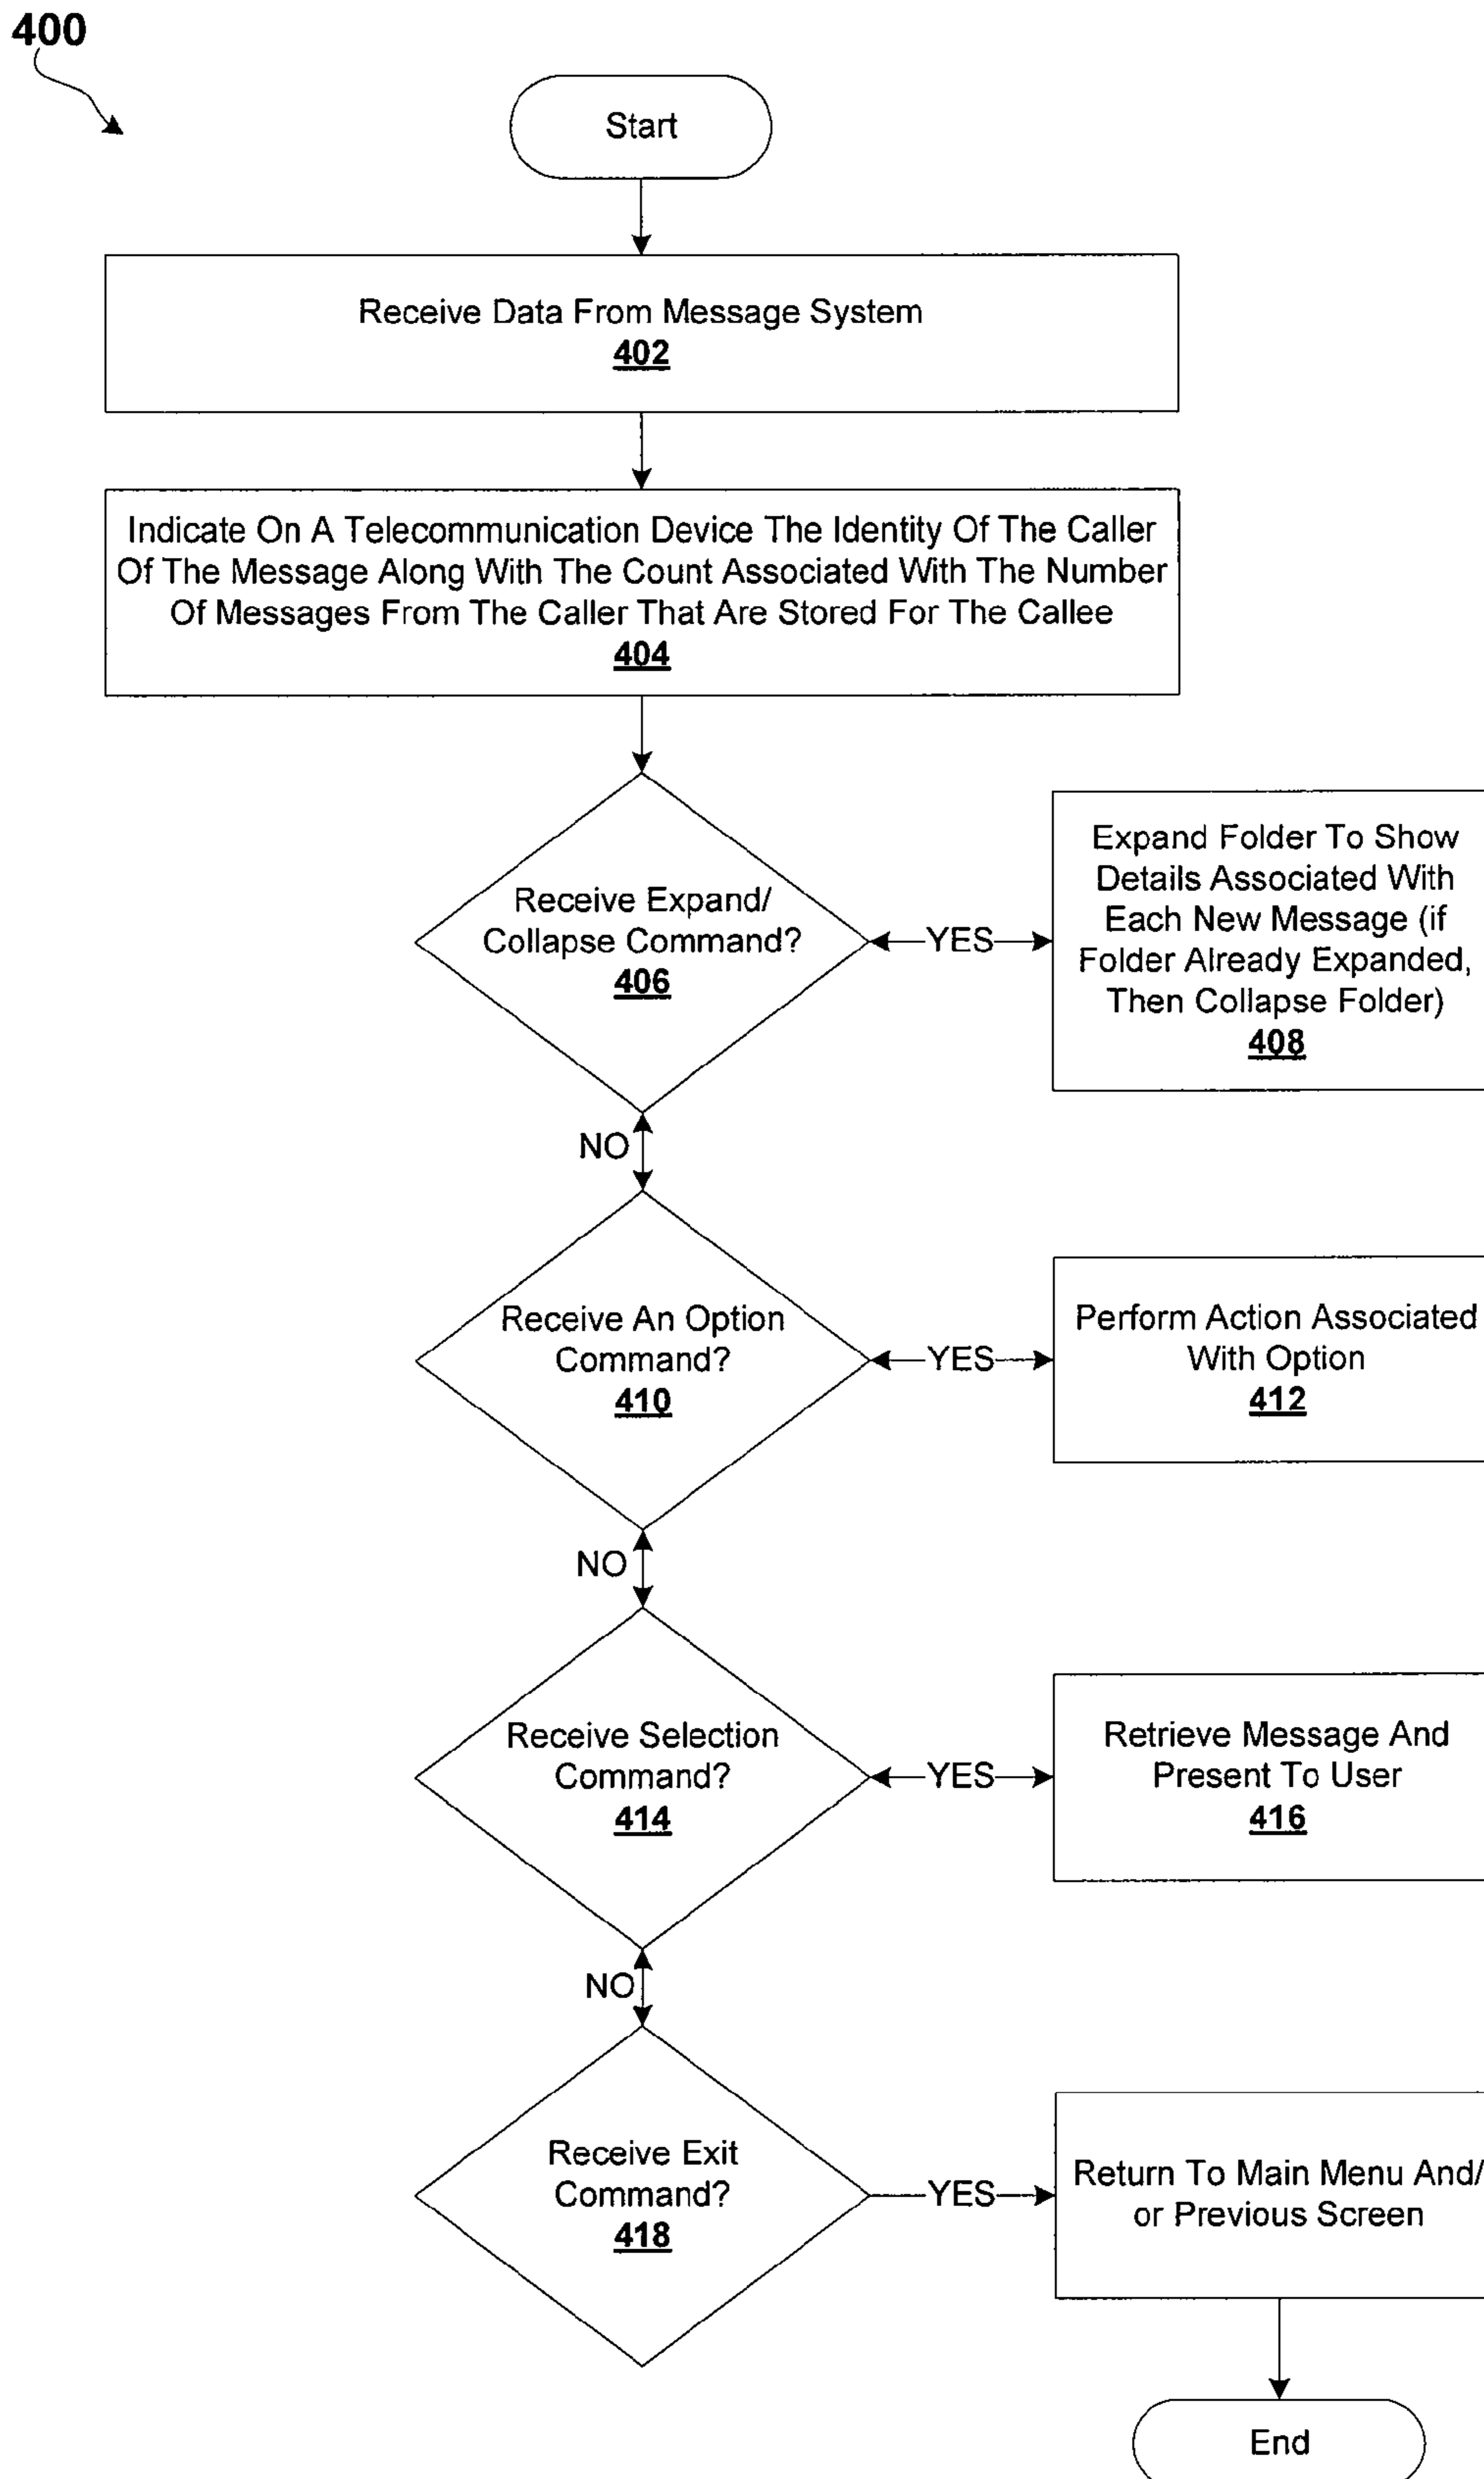 400
Start
Receive Data From Message System
402
Indicate On A Telecommunication Device The Identity Of The Caller
Of The Message Along With The Count Associated With The Number
Of Messages From The Caller That Are Stored For The Callee
404
Receive Expand/
Collapse Command?
406
YES
Expand Folder To Show
Details Associated With
Each New Message (if
Folder Already Expanded,
Then Collapse Folder)
408
NO
Receive An Option
Command?
410
YES
Perform Action Associated
With Option
412
NO
Receive Selection
Command?
414
YES
Retrieve Message And
Present To User
416
NO
Receive Exit
Command?
418
YES
Return To Main Menu And/
or Previous Screen
End